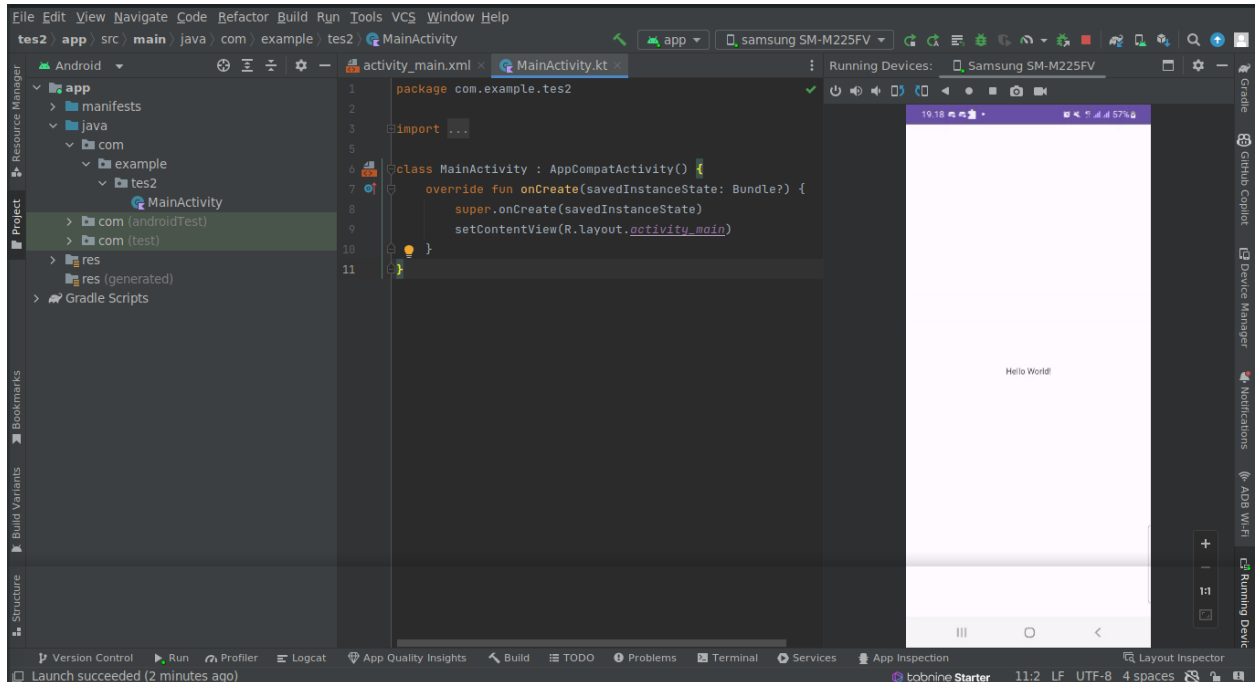 File Edit View Navigate Code Refactor Build Run Tools VCS Window Help
tes2 app src main java com example tes2 MainActivity
app
samsung SM-M225FV
Android
activity_main.xml
MainActivity.kt
Running Devices:
Samsung SM-M225FV
Resource Manager
Project
Bookmarks
Build Variants
Structure
app
manifests
java
com
example
tes2
MainActivity
com (androidTest)
com (test)
res
res (generated)
Gradle Scripts
1 package com.example.tes2
2
3 import ...
5
6 class MainActivity : AppCompatActivity() {
7 override fun onCreate(savedInstanceState: Bundle?) {
8 super.onCreate(savedInstanceState)
9 setContentView(R.layout.activity_main)
10 }
11 }
19.18
57%
Hello World!
1:1
Gradle
GitHub Copilot
Device Manager
Notifications
ADB Wi-Fi
Running Devic
Version Control Run Profiler Logcat App Quality Insights Build TODO Problems Terminal Services App Inspection Layout Inspector
Launch succeeded (2 minutes ago)
tabnine Starter 11:2 LF UTF-8 4 spaces